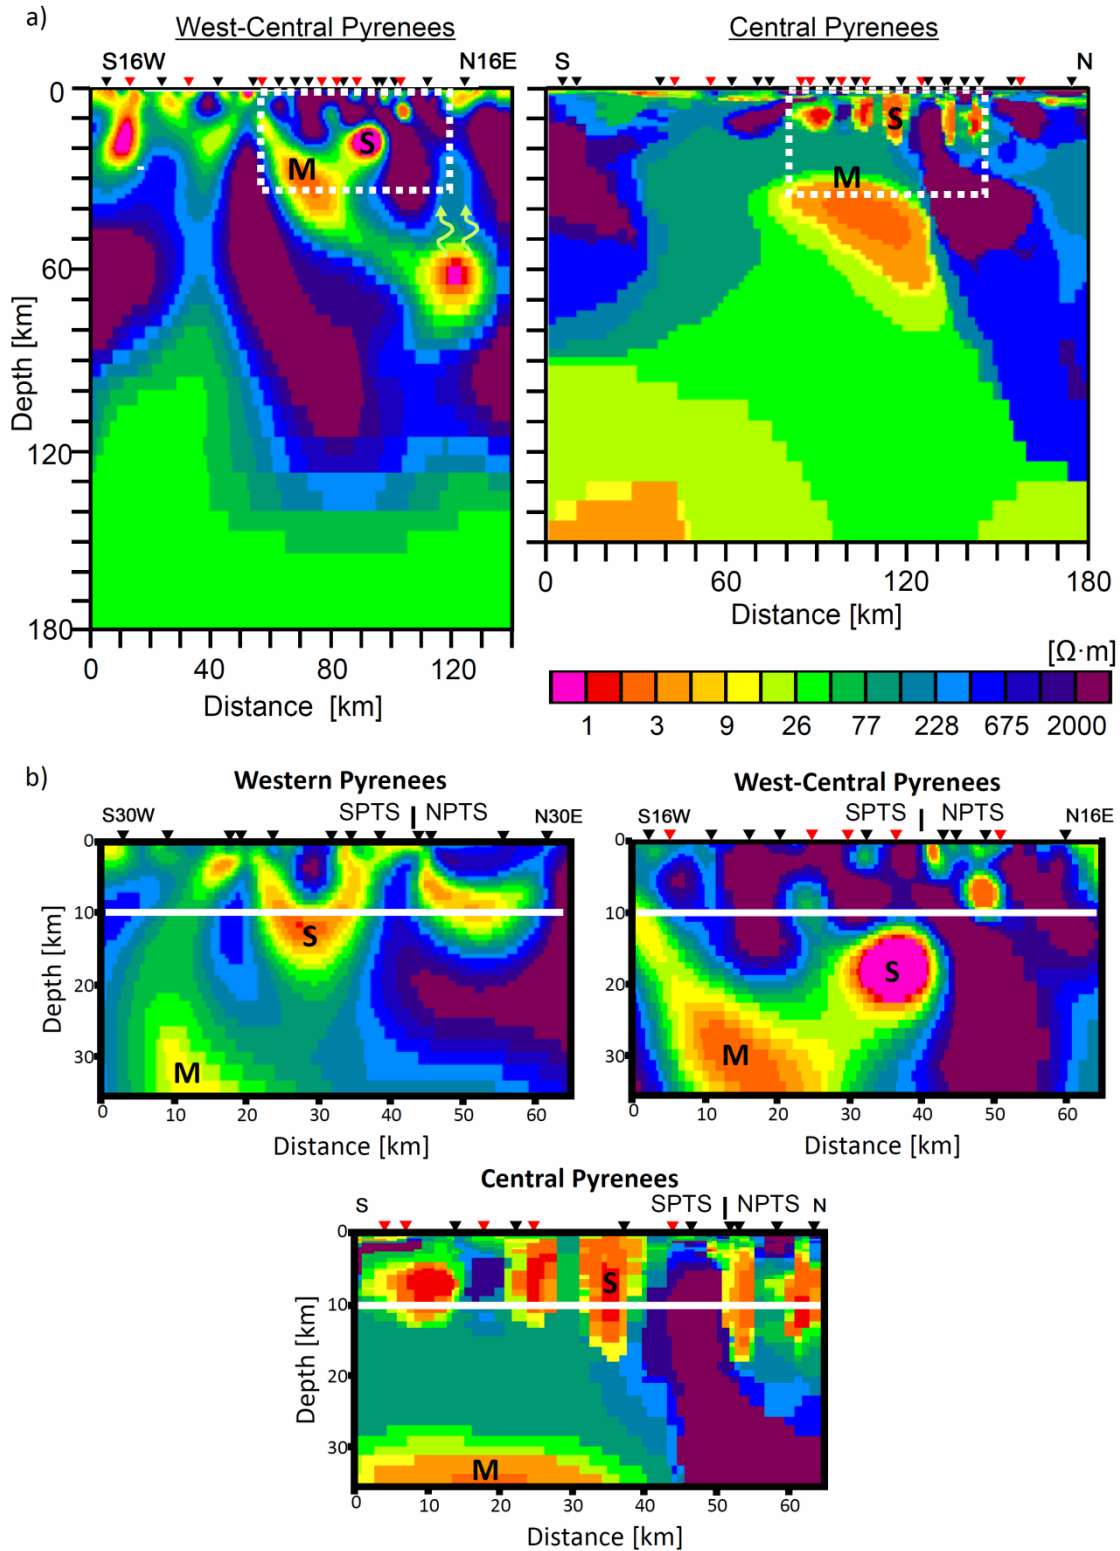 a)
West-Central Pyrenees
Central Pyrenees
S16W
N16E
S
N
0
60
120
180
Depth [km]
M
S
0
40
80
120
Distance [km]
M
S
0
60
120
180
Distance [km]
[Ω·m]
1 3 9 26 77 228 675 2000
b)
Western Pyrenees
S30W
SPTS
NPTS
N30E
0
10
20
30
Depth [km]
S
M
0 10 20 30 40 50 60
Distance [km]
West-Central Pyrenees
S16W
SPTS
NPTS
N16E
0
10
20
30
Depth [km]
S
M
0 10 20 30 40 50 60
Distance [km]
Central Pyrenees
S
SPTS
NPTS
N
0
10
20
30
Depth [km]
S
M
0 10 20 30 40 50 60
Distance [km]